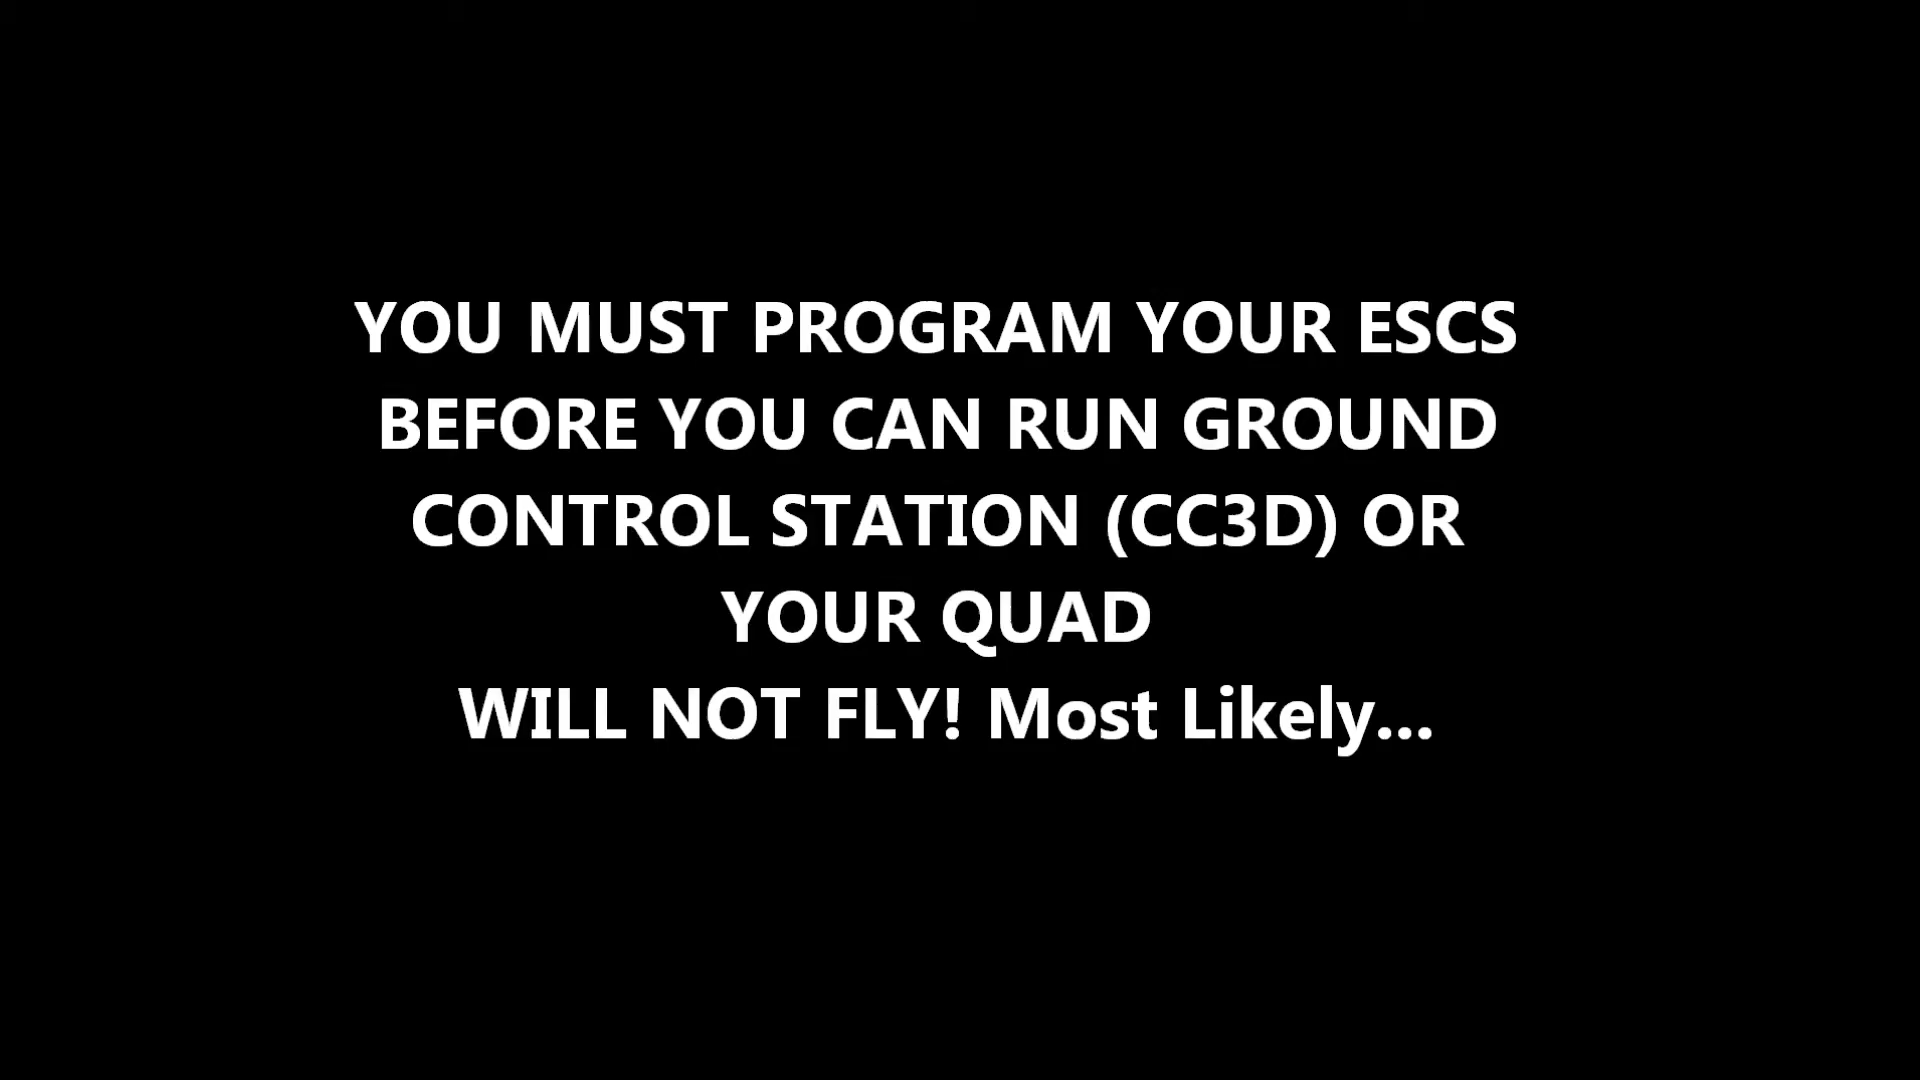 YOU MUST PROGRAM YOUR ESCS
BEFORE YOU CAN RUN GROUND
CONTROL STATION (CC3D) OR
YOUR QUAD
WILL NOT FLY! Most Likely...